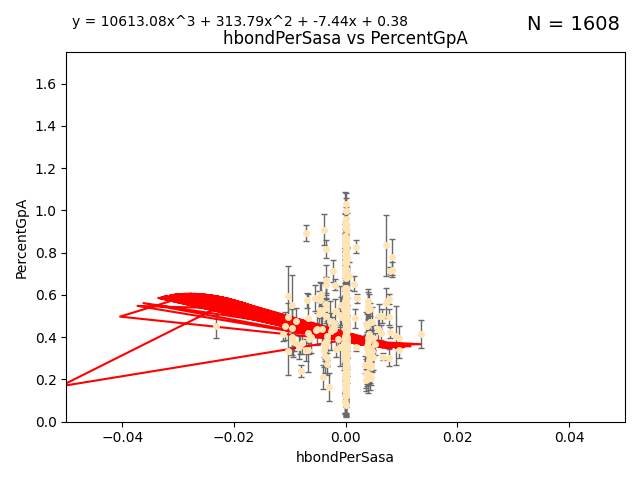 y = 10613.08x^3 + 313.79x^2 + -7.44x + 0.38
N = 1608
hbondPerSasa vs PercentGpA
PercentGpA
1.6
1.4
1.2
1.0
0.8
0.6
0.4
0.2
0.0
−0.04
−0.02
0.00
0.02
0.04
hbondPerSasa